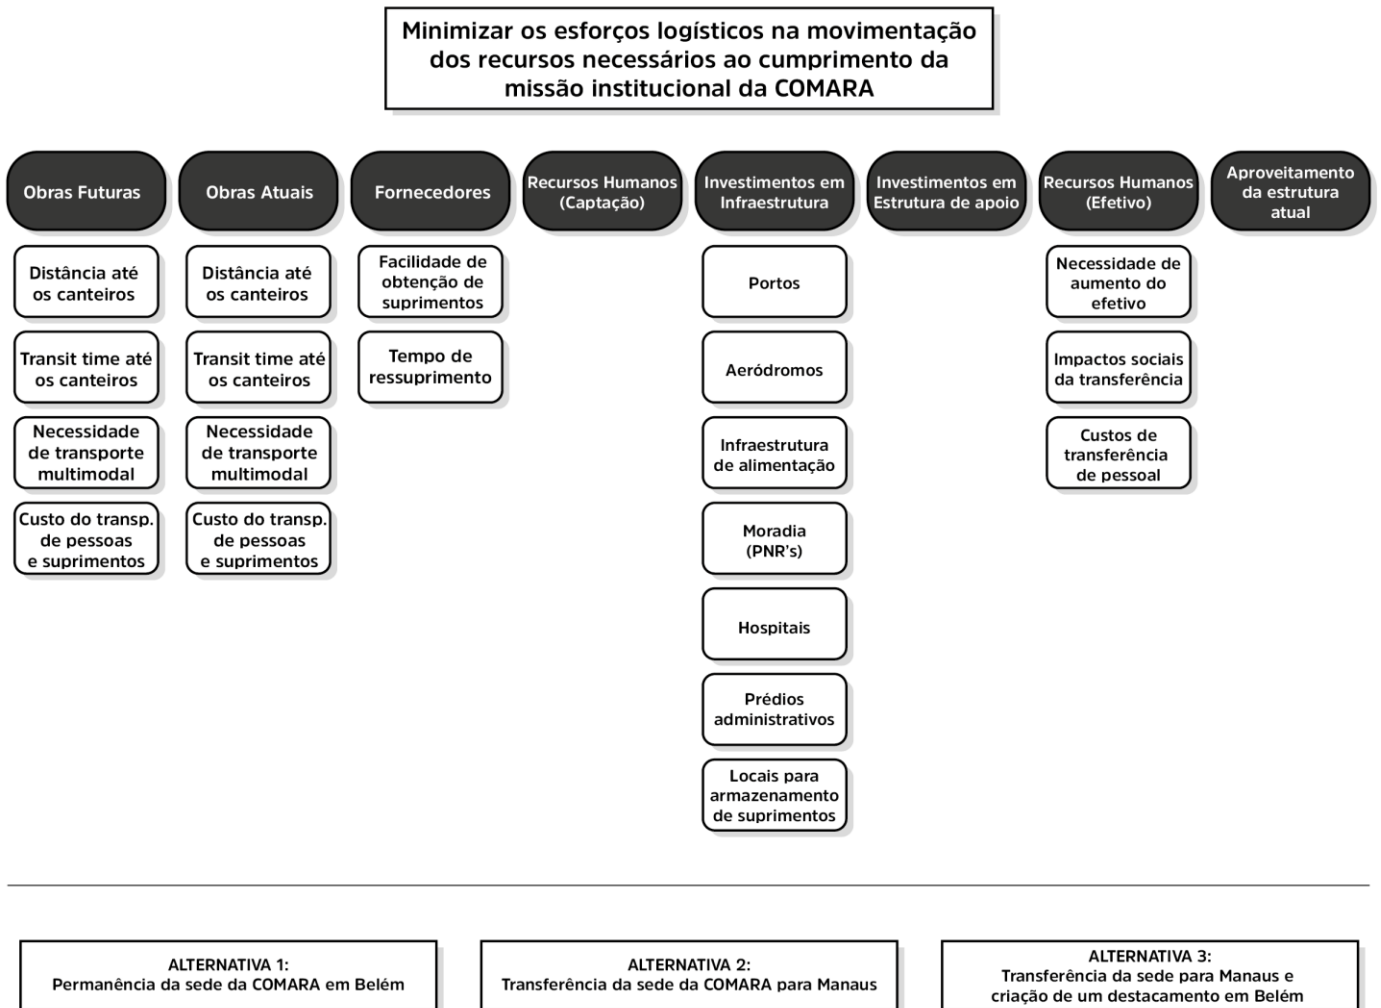 Minimizar os esforços logísticos na movimentação
dos recursos necessários ao cumprimento da
missão institucional da COMARA
Obras Futuras
Distância até
os canteiros
Transit time até
os canteiros
Necessidade
de transporte
multimodal
Custo do transp.
de pessoas
e suprimentos
Obras Atuais
Distância até
os canteiros
Transit time até
os canteiros
Necessidade
de transporte
multimodal
Custo do transp.
de pessoas
e suprimentos
Fornecedores
Facilidade de
obtenção de
suprimentos
Tempo de
ressuprimento
Recursos Humanos
(Captação)
Investimentos em
Infraestrutura
Portos
Aeródromos
Infraestrutura
de alimentação
Moradia
(PNR's)
Hospitais
Prédios
administrativos
Locais para
armazenamento
de suprimentos
Investimentos em
Estrutura de apoio
Recursos Humanos
(Efetivo)
Necessidade de
aumento do
efetivo
Impactos sociais
da transferência
Custos de
transferência
de pessoal
Aproveitamento
da estrutura
atual
ALTERNATIVA 1:
Permanência da sede da COMARA em Belém
ALTERNATIVA 2:
Transferência da sede da COMARA para Manaus
ALTERNATIVA 3:
Transferência da sede para Manaus e
criação de um destacamento em Belém